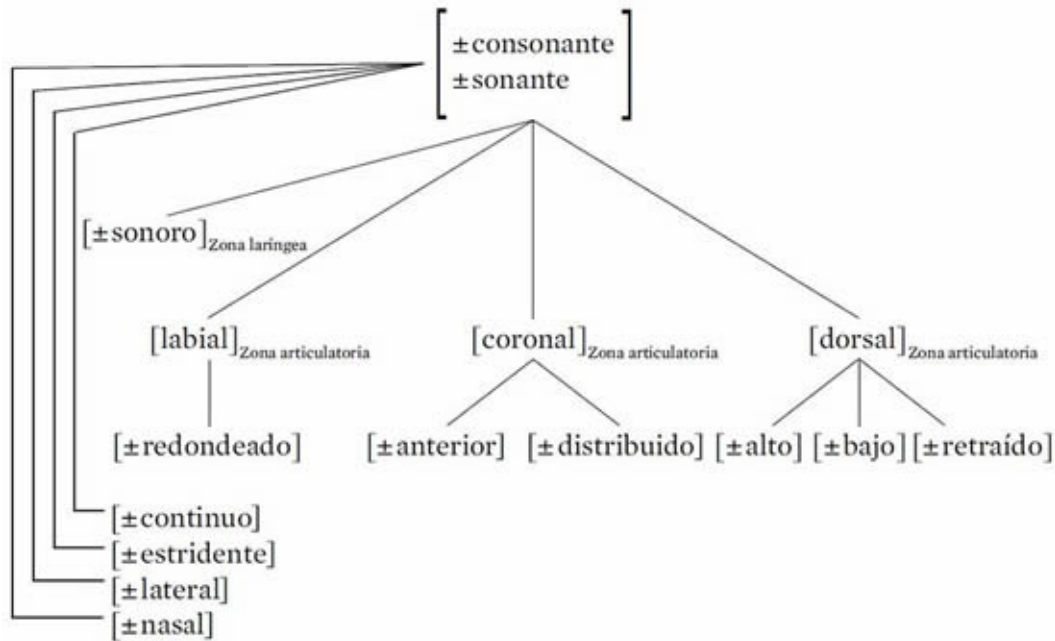 ±consonante
±sonante
[±sonoro]Zona laríngea
[labial]Zona articulatoria [coronal]Zona articulatoria [dorsal]Zona articulatoria
[±redondeado] [±anterior] [±distribuido] [±alto] [±bajo] [±retraído]
[±continuo]
[±estridente]
[±lateral]
[±nasal]